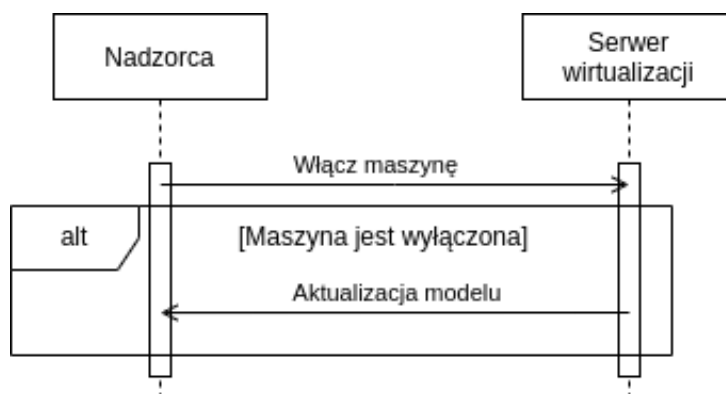 Nadzorca
Serwer
wirtualizacji
Włącz maszynę
alt
[Maszyna jest wyłączona]
Aktualizacja modelu